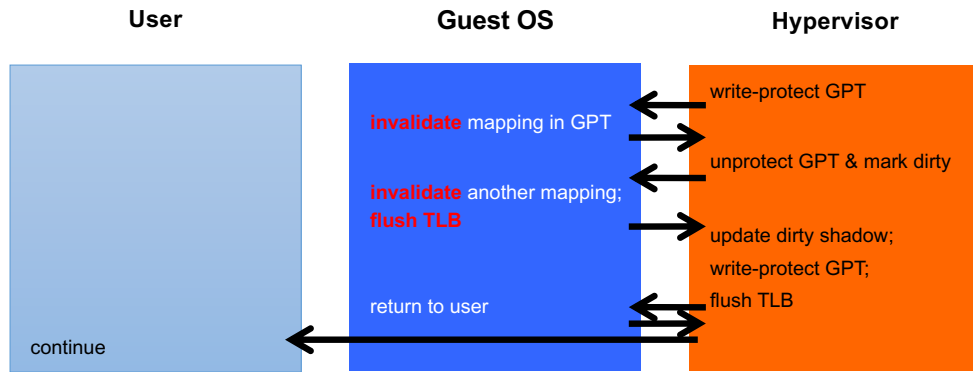 User
Guest OS
Hypervisor
write-protect GPT
invalidate mapping in GPT
unprotect GPT & mark dirty
invalidate another mapping;
flush TLB
update dirty shadow;
write-protect GPT;
flush TLB
return to user
continue